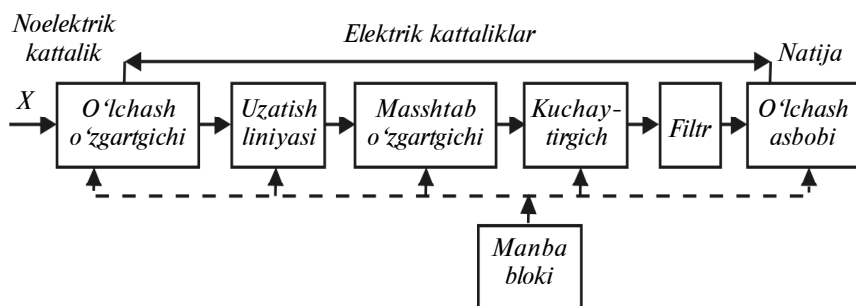 Noelektrik
kattalik
Elektrik kattaliklar
Natija
X
O‘lchash
o‘zgartgichi
Uzatish
liniyasi
Masshtab
o‘zgartgichi
Kuchay-
tirgich
Filtr
O‘lchash
asbobi
Manba
bloki